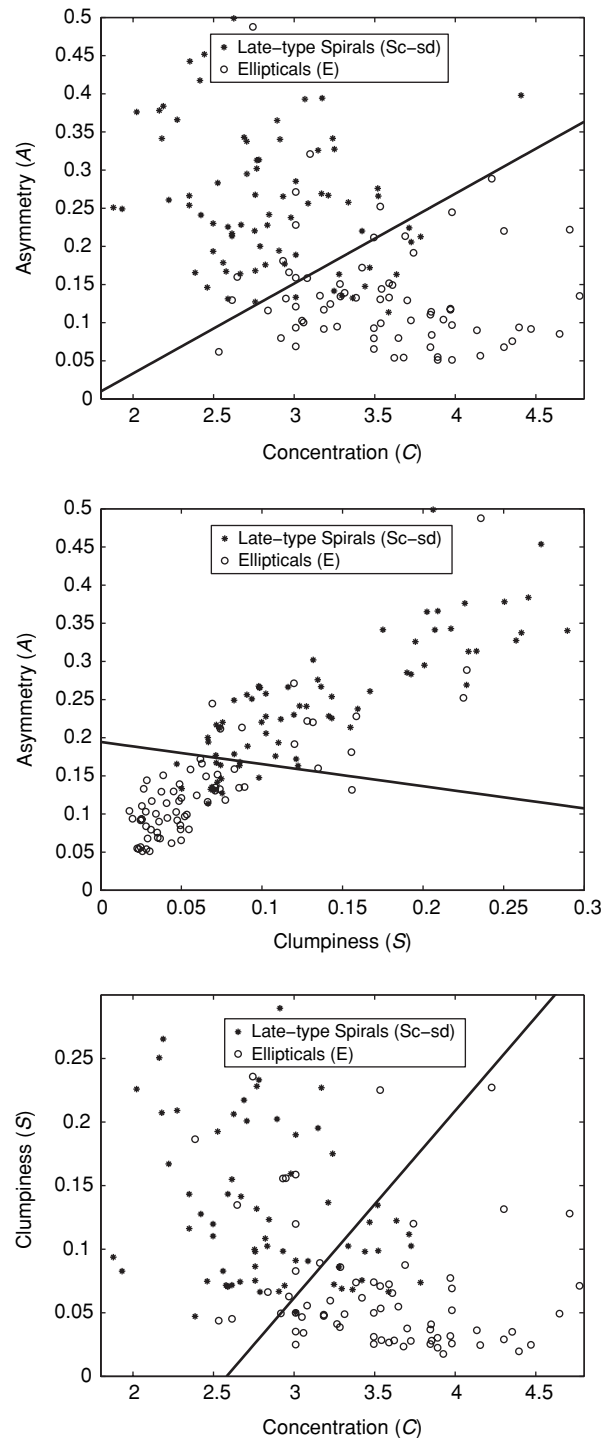 0.5
0.45
0.4
0.35
0.3
0.25
0.2
0.15
0.1
0.05
0
Asymmetry (A)
Late−type Spirals (Sc−sd)
Ellipticals (E)
2 2.5 3 3.5 4 4.5
Concentration (C)
0.5
0.45
0.4
0.35
0.3
0.25
0.2
0.15
0.1
0.05
0
Asymmetry (A)
Late−type Spirals (Sc−sd)
Ellipticals (E)
0 0.05 0.1 0.15 0.2 0.25 0.3
Clumpiness (S)
0.25
0.2
0.15
0.1
0.05
0
Clumpiness (S)
Late−type Spirals (Sc−sd)
Ellipticals (E)
2 2.5 3 3.5 4 4.5
Concentration (C)